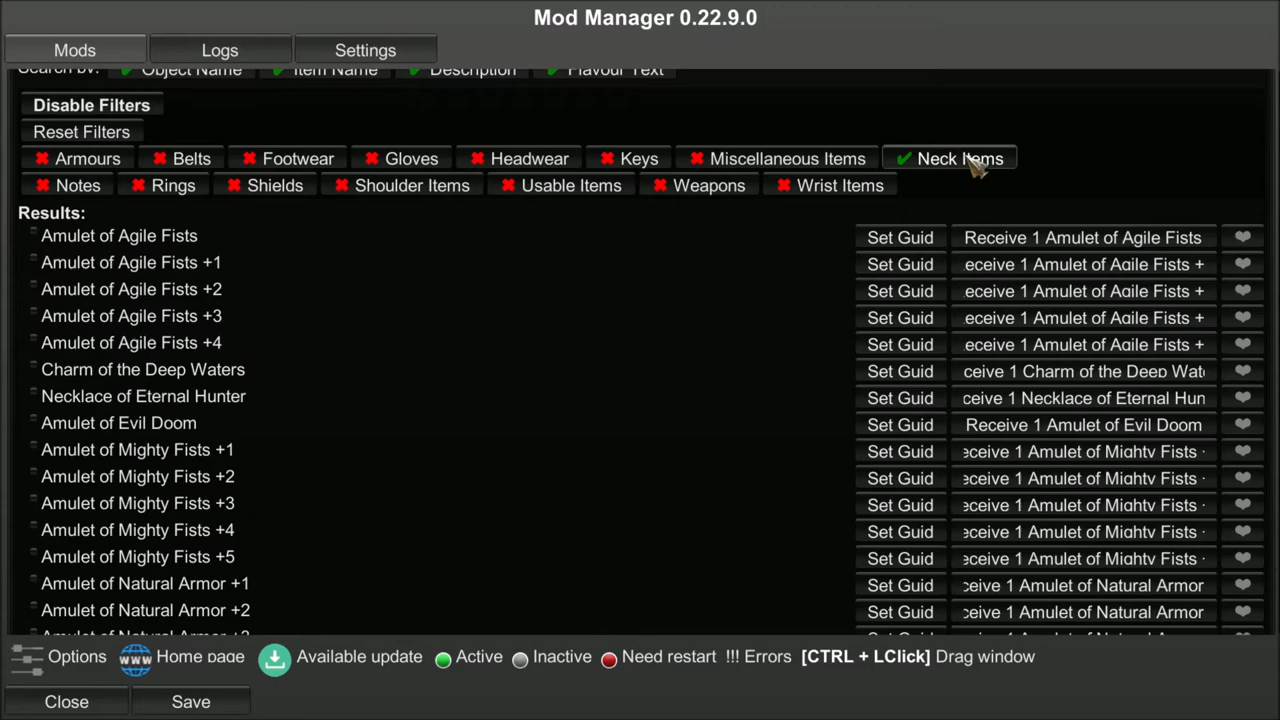 Mod Manager 0.22.9.0
Mods Logs Settings
Search by: Object Name Item Name Description Flavour Text
Disable Filters
Reset Filters
Armours Belts Footwear Gloves Headwear Keys Miscellaneous Items Neck Items
Notes Rings Shields Shoulder Items Usable Items Weapons Wrist Items
Results:
Amulet of Agile Fists Set Guid Receive 1 Amulet of Agile Fists
Amulet of Agile Fists +1 Set Guid eceive 1 Amulet of Agile Fists +
Amulet of Agile Fists +2 Set Guid eceive 1 Amulet of Agile Fists +
Amulet of Agile Fists +3 Set Guid eceive 1 Amulet of Agile Fists +
Amulet of Agile Fists +4 Set Guid eceive 1 Amulet of Agile Fists +
Charm of the Deep Waters Set Guid ceive 1 Charm of the Deep Wat
Necklace of Eternal Hunter Set Guid ceive 1 Necklace of Eternal Hun
Amulet of Evil Doom Set Guid Receive 1 Amulet of Evil Doom
Amulet of Mighty Fists +1 Set Guid eceive 1 Amulet of Mighty Fists
Amulet of Mighty Fists +2 Set Guid eceive 1 Amulet of Mighty Fists
Amulet of Mighty Fists +3 Set Guid eceive 1 Amulet of Mighty Fists
Amulet of Mighty Fists +4 Set Guid eceive 1 Amulet of Mighty Fists
Amulet of Mighty Fists +5 Set Guid eceive 1 Amulet of Mighty Fists
Amulet of Natural Armor +1 Set Guid ceive 1 Amulet of Natural Armor
Amulet of Natural Armor +2 Set Guid ceive 1 Amulet of Natural Armor
Options Home page Available update Active Inactive Need restart !!! Errors [CTRL + LClick] Drag window
Close Save